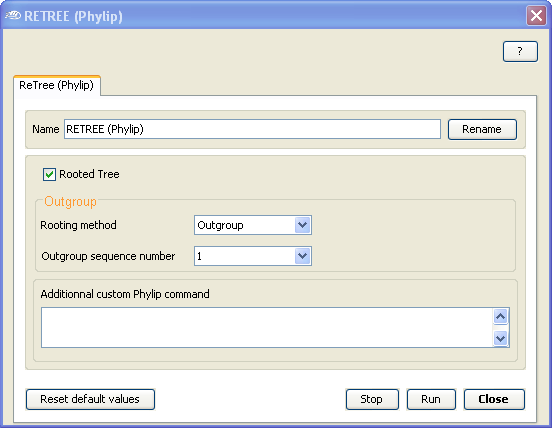 RETREE (Phylip)
?
ReTree (Phylip)
Name RETREE (Phylip) Rename
Rooted Tree
Outgroup
Rooting method Outgroup
Outgroup sequence number 1
Additionnal custom Phylip command
Reset default values Stop Run Close